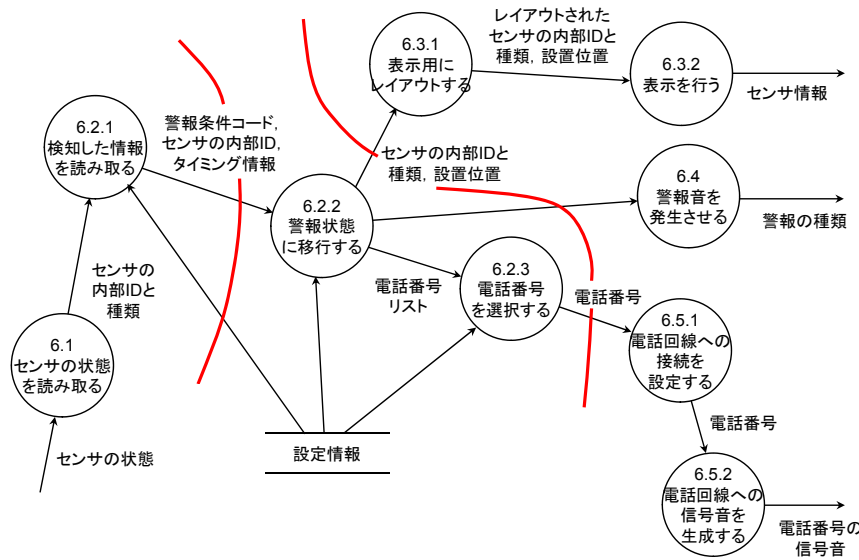 6.3.1
表示用に
レイアウトする
レイアウトされた
センサの内部IDと
種類, 設置位置
6.3.2
表示を行う
センサ情報
6.2.1
検知した情報
を読み取る
警報条件コード,
センサの内部ID,
タイミング情報
センサの内部IDと
種類, 設置位置
6.4
警報音を
発生させる
警報の種類
6.2.2
警報状態
に移行する
センサの
内部IDと
種類
電話番号
リスト
6.2.3
電話番号
を選択する
電話番号
6.5.1
電話回線への
接続を
設定する
6.1
センサの状態
を読み取る
センサの状態
設定情報
電話番号
6.5.2
電話回線への
信号音を
生成する
電話番号の
信号音